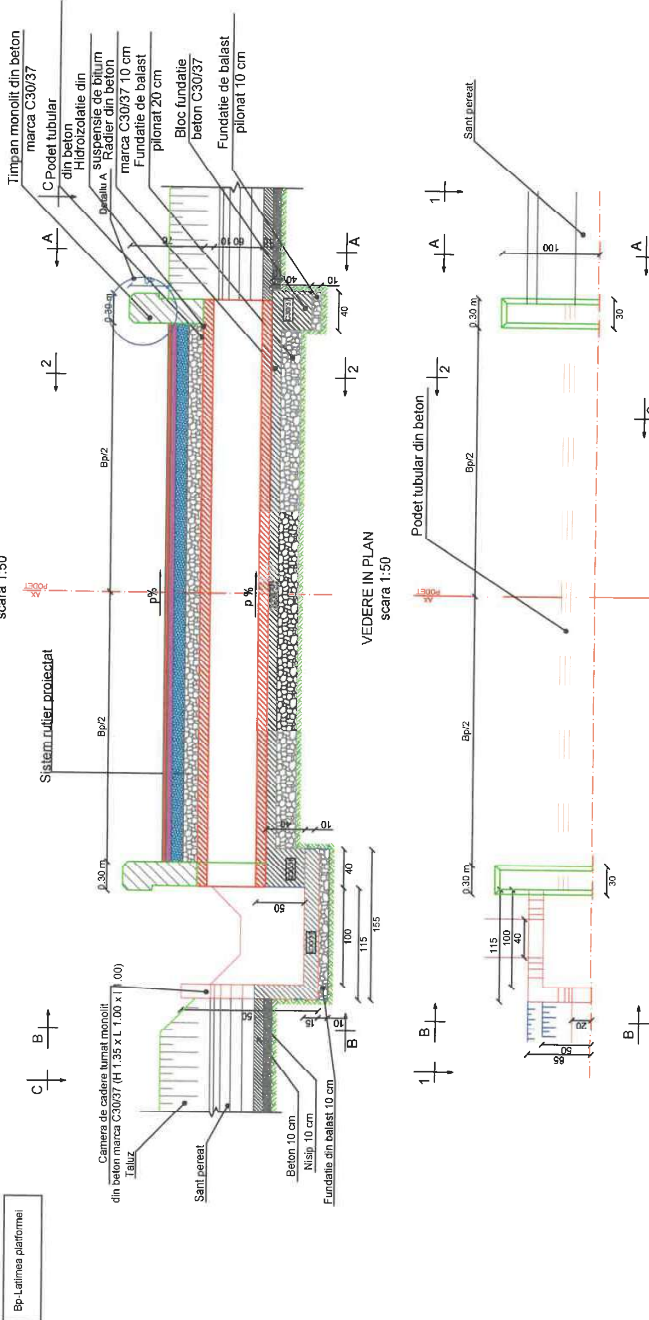 Timpan monolit din beton
marca C30/37
C
Podet tubular
din beton
Hidroizolatie din
suspensie de bitum
Detaliu A
Radier din beton
marca C30/37 10 cm
Fundatie de balast
pilonat 20 cm
Bloc fundatie
beton C30/37
Fundatie de balast
pilonat 10 cm
scara 1:50
A
A
2
2
0.30 m
Bp/2
Bp/2
0.30 m
AX
PODET
p%
p%
Sistem rutier proiectat
60
10
40
10
40
40
10
50
40
100
115
155
50
15
10
C
B
B
Camera de cadere turnat monolit
din beton marca C30/37 (H 1.35 x L 1.00 x l 1.00)
Taluz
Sant pereat
Beton 10 cm
Nisip 10 cm
Fundatie din balast 10 cm
Bp-Latimea platformei
VEDERE IN PLAN
scara 1:50
Sant pereat
1
A
A
100
2
0.30 m
30
Podet tubular din beton
Bp/2
Bp/2
AX
PODET
0.30 m
30
115
100
40
B
B
1
20
50
65